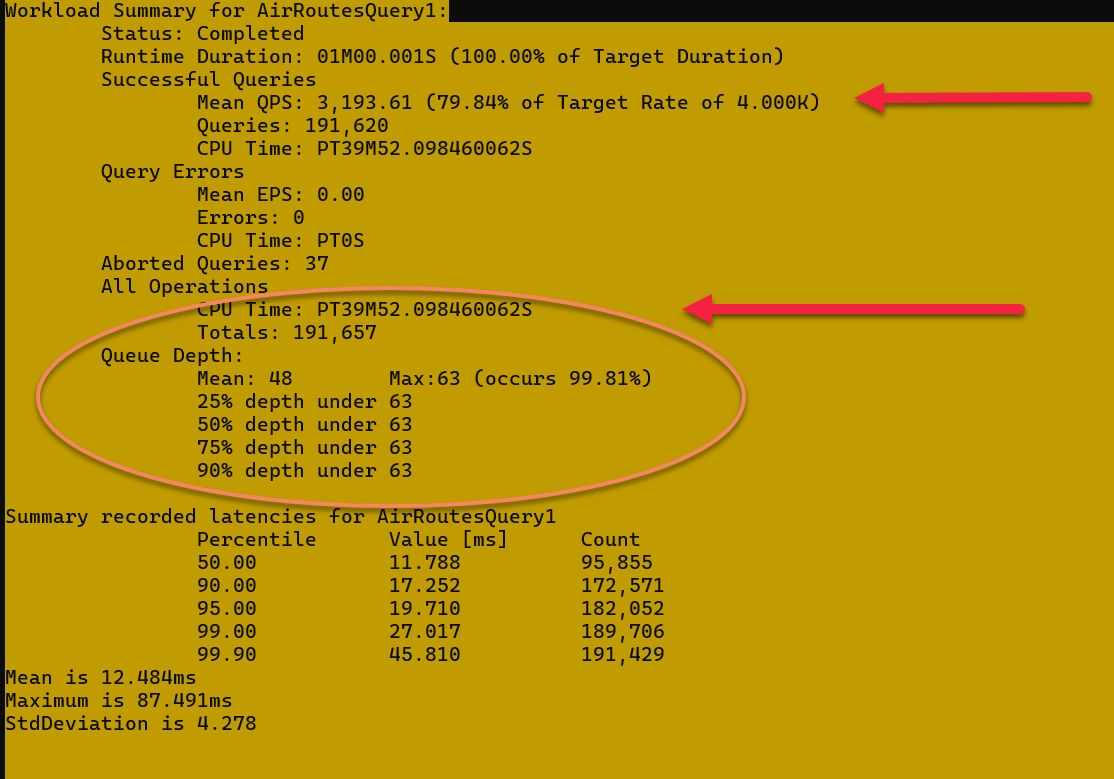 Workload Summary for AirRoutesQuery1:
Status: Completed
Runtime Duration: 01M00.001S (100.00% of Target Duration)
Successful Queries
Mean QPS: 3,193.61 (79.84% of Target Rate of 4.000K)
Queries: 191,620
CPU Time: PT39M52.098460062S
Query Errors
Mean EPS: 0.00
Errors: 0
CPU Time: PT0S
Aborted Queries: 37
All Operations
CPU Time: PT39M52.098460062S
Totals: 191,657
Queue Depth:
Mean: 48 Max:63 (occurs 99.81%)
25% depth under 63
50% depth under 63
75% depth under 63
90% depth under 63
Summary recorded latencies for AirRoutesQuery1
Percentile Value [ms] Count
50.00 11.788 95,855
90.00 17.252 172,571
95.00 19.710 182,052
99.00 27.017 189,706
99.90 45.810 191,429
Mean is 12.484ms
Maximum is 87.491ms
StdDeviation is 4.278